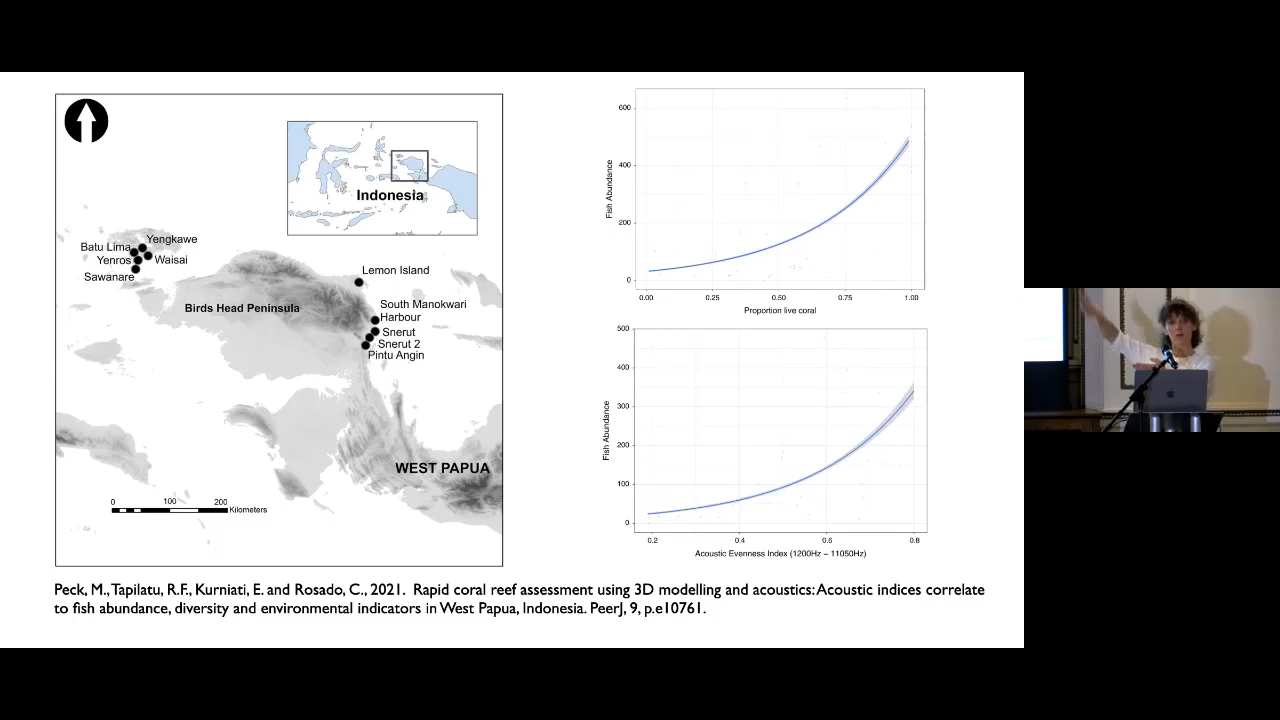 Indonesia
Yengkawe
Batu Lima
Yenros
Waisai
Sawanare
Lemon Island
Birds Head Peninsula
South Manokwari
Harbour
Snerut
Snerut 2
Pintu Angin
WEST PAPUA
0 100 200
Kilometers
600
400
200
0
Fish Abundance
0.00 0.25 0.50 0.75 1.00
Proportion live coral
500
400
300
200
100
0
Fish Abundance
0.2 0.4 0.6 0.8
Acoustic Evenness Index (1200Hz – 11050Hz)
Peck, M., Tapilatu, R.F., Kurniati, E. and Rosado, C., 2021. Rapid coral reef assessment using 3D modelling and acoustics: Acoustic indices correlate
to fish abundance, diversity and environmental indicators in West Papua, Indonesia. PeerJ, 9, p.e10761.